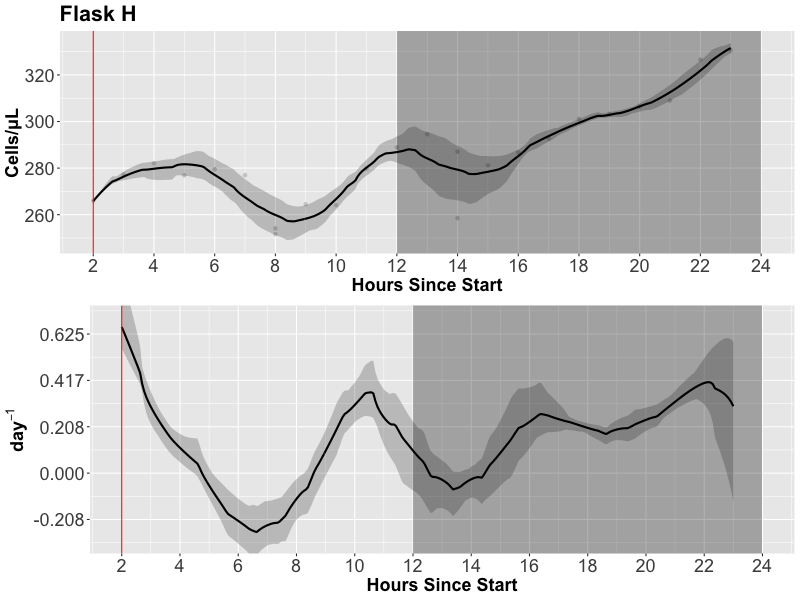 Flask H
Cells/μL
320
300
280
260
2 4 6 8 10 12 14 16 18 20 22 24
Hours Since Start
day⁻¹
0.625
0.417
0.208
0.000
-0.208
2 4 6 8 10 12 14 16 18 20 22 24
Hours Since Start